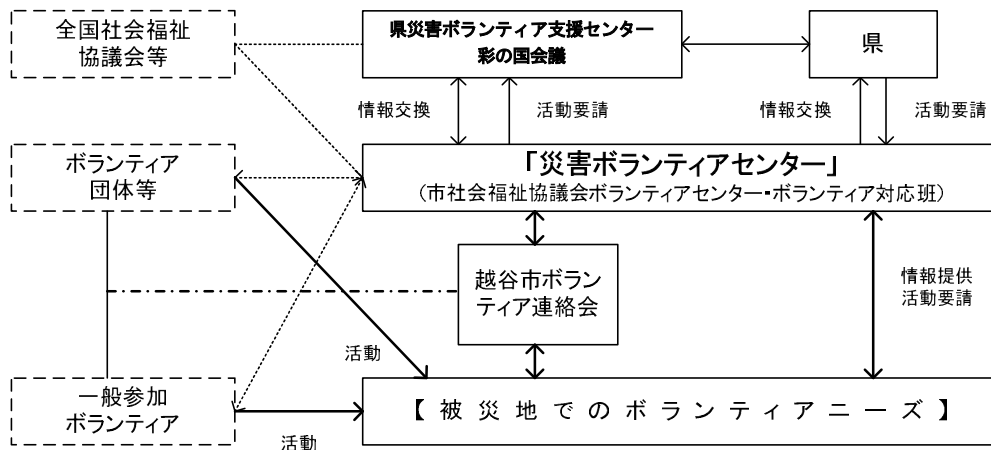 全国社会福祉
協議会等
県災害ボランティア支援センター
彩の国会議
県
情報交換
活動要請
情報交換
活動要請
ボランティア
団体等
「災害ボランティアセンター」
(市社会福祉協議会ボランティアセンター・ボランティア対応班)
越谷市ボラン
ティア連絡会
情報提供
活動要請
活動
一般参加
ボランティア
【被災地でのボランティアニーズ】
活動